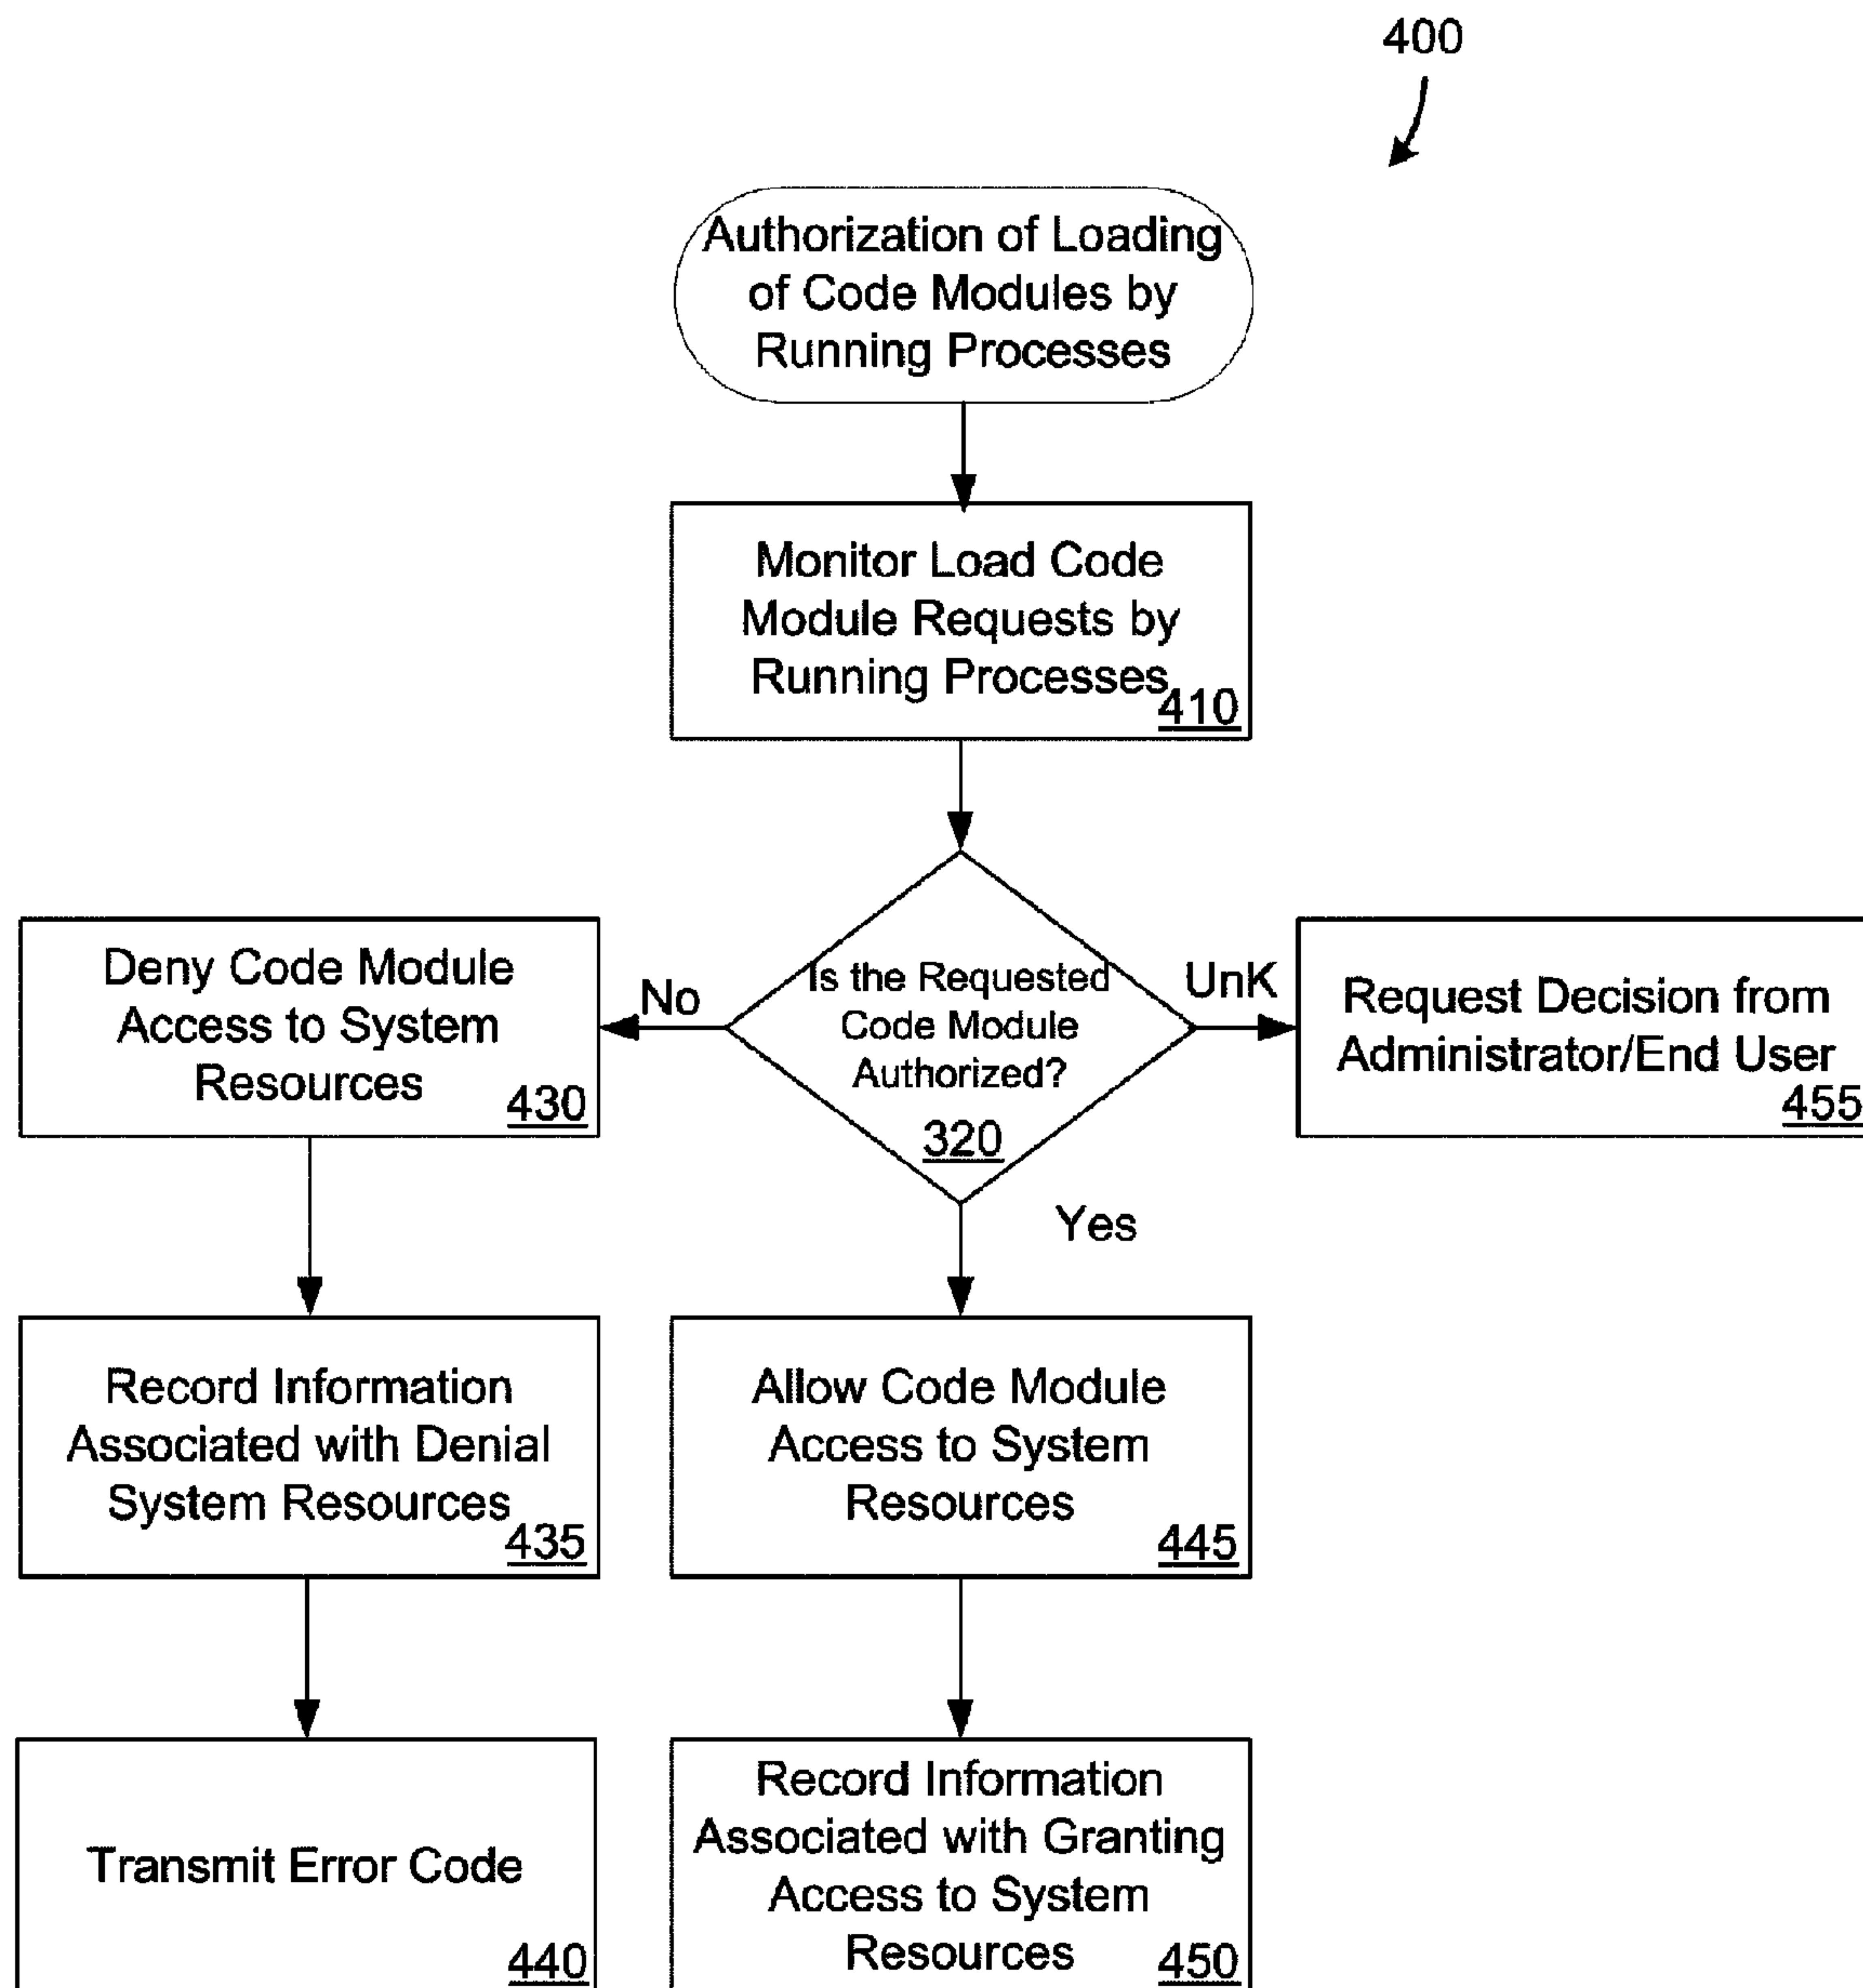 400
Authorization of Loading
of Code Modules by
Running Processes
Monitor Load Code
Module Requests by
Running Processes
410
Is the Requested
Code Module
Authorized?
320
No
UnK
Yes
Deny Code Module
Access to System
Resources
430
Request Decision from
Administrator/End User
455
Record Information
Associated with Denial
System Resources
435
Allow Code Module
Access to System
Resources
445
Transmit Error Code
440
Record Information
Associated with Granting
Access to System
Resources
450